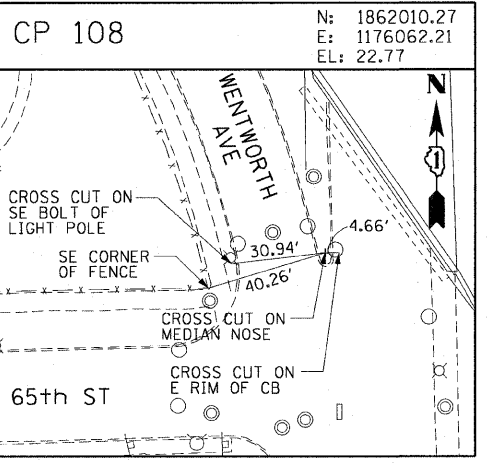 CP 108
N: 1862010.27
E: 1176062.21
EL: 22.77
N
WENTWORTH
AVE
1
CROSS CUT ON
SE BOLT OF
LIGHT POLE
4.66'
30.94'
SE CORNER
OF FENCE
40.26'
CROSS CUT ON
MEDIAN NOSE
CROSS CUT ON
E RIM OF CB
65th ST